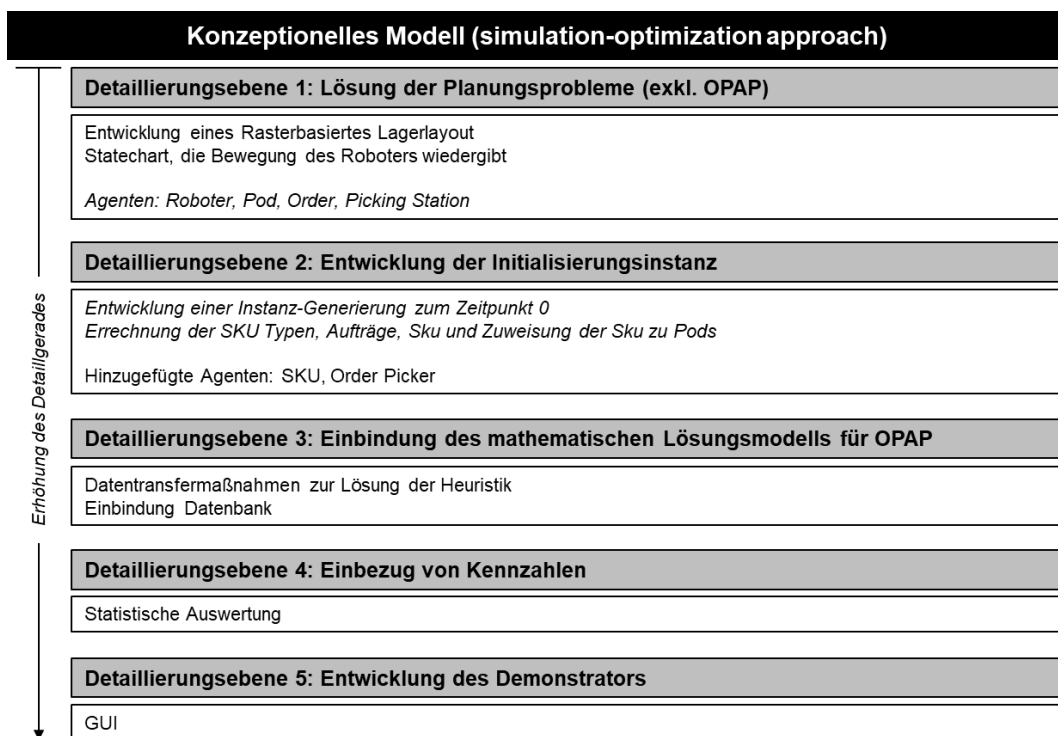 Konzeptionelles Modell (simulation-optimization approach)
Detaillierungsebene 1: Lösung der Planungsprobleme (exkl. OPAP)
Entwicklung eines Rasterbasiertes Lagerlayout
Statechart, die Bewegung des Roboters wiedergibt
Agenten: Roboter, Pod, Order, Picking Station
Detaillierungsebene 2: Entwicklung der Initialisierungsinstanz
Entwicklung einer Instanz-Generierung zum Zeitpunkt 0
Errechnung der SKU Typen, Aufträge, Sku und Zuweisung der Sku zu Pods
Hinzugefügte Agenten: SKU, Order Picker
Detaillierungsebene 3: Einbindung des mathematischen Lösungsmodells für OPAP
Datentransfermaßnahmen zur Lösung der Heuristik
Einbindung Datenbank
Detaillierungsebene 4: Einbezug von Kennzahlen
Statistische Auswertung
Detaillierungsebene 5: Entwicklung des Demonstrators
GUI
Erhöhung des Detaillgerades